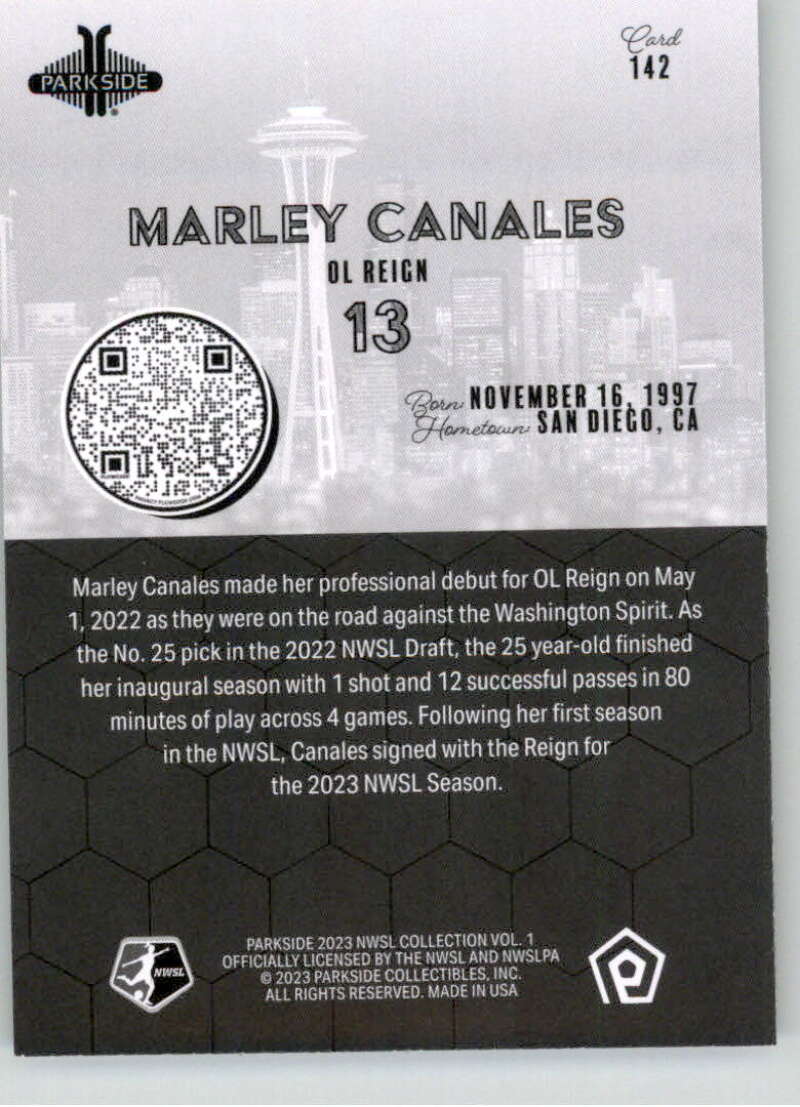 PARKSIDE
Card
142
MARLEY CANALES
OL REIGN
13
Born: NOVEMBER 16, 1997
Hometown: SAN DIEGO, CA
Marley Canales made her professional debut for OL Reign on May
1, 2022 as they were on the road against the Washington Spirit. As
the No. 25 pick in the 2022 NWSL Draft, the 25 year-old finished
her inaugural season with 1 shot and 12 successful passes in 80
minutes of play across 4 games. Following her first season
in the NWSL, Canales signed with the Reign for
the 2023 NWSL Season.
NWSL
PARKSIDE 2023 NWSL COLLECTION VOL. 1
OFFICIALLY LICENSED BY THE NWSL AND NWSLPA
© 2023 PARKSIDE COLLECTIBLES, INC.
ALL RIGHTS RESERVED. MADE IN USA